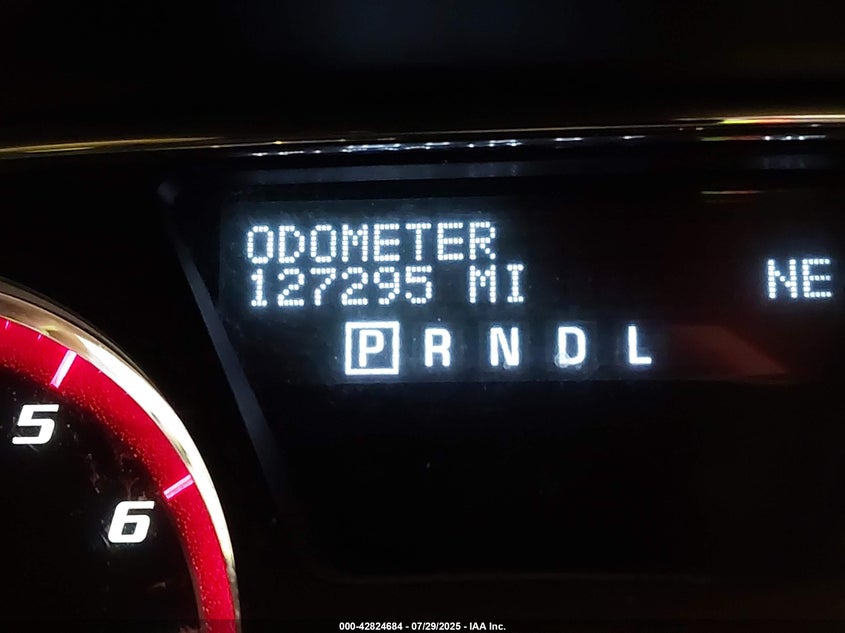 ODOMETER
127295 MI
NE
P R N D L
5
6
000-42824684 - 07/29/2025 - IAA Inc.